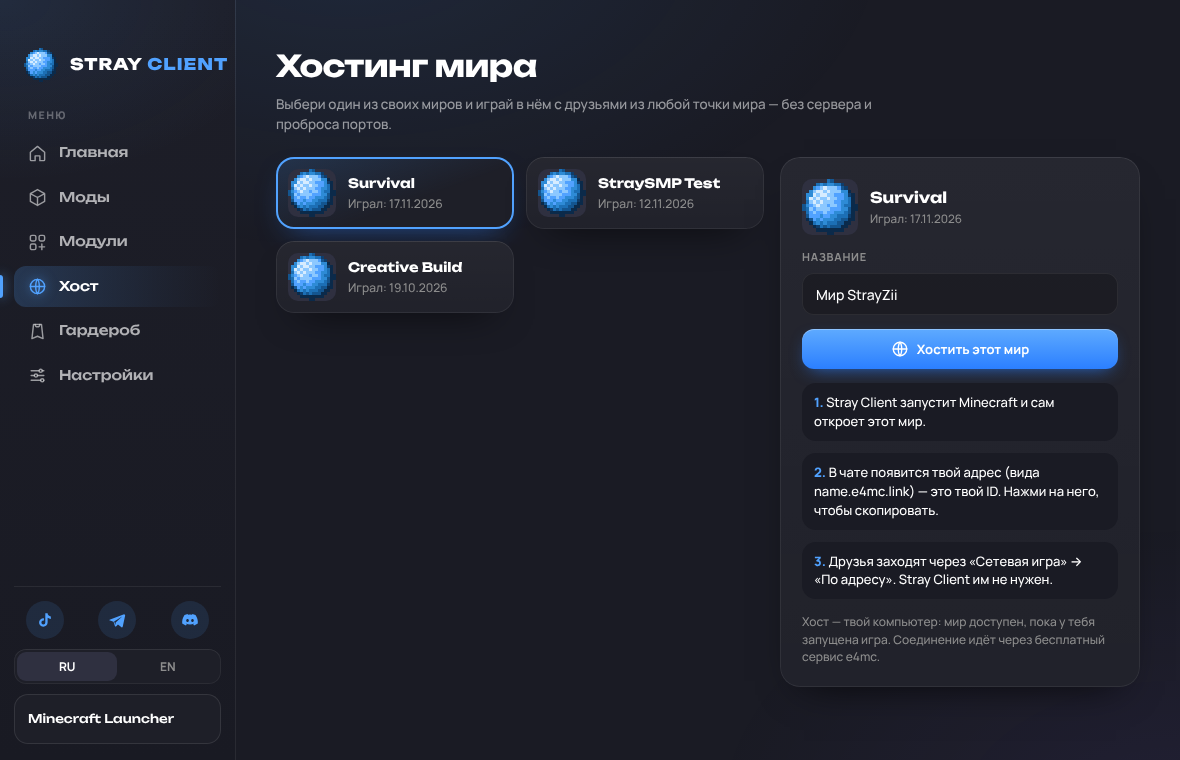 STRAY CLIENT
МЕНЮ
Главная
Моды
Модули
Хост
Гардероб
Настройки
RU
EN
Minecraft Launcher
Хостинг мира
Выбери один из своих миров и играй в нём с друзьями из любой точки мира — без сервера и
проброса портов.
Survival
Играл: 17.11.2026
StraySMP Test
Играл: 12.11.2026
Creative Build
Играл: 19.10.2026
Survival
Играл: 17.11.2026
НАЗВАНИЕ
Мир StrayZii
Хостить этот мир
1. Stray Client запустит Minecraft и сам
откроет этот мир.
2. В чате появится твой адрес (вида
name.e4mc.link) — это твой ID. Нажми на него,
чтобы скопировать.
3. Друзья заходят через «Сетевая игра» →
«По адресу». Stray Client им не нужен.
Хост — твой компьютер: мир доступен, пока у тебя
запущена игра. Соединение идёт через бесплатный
сервис e4mc.